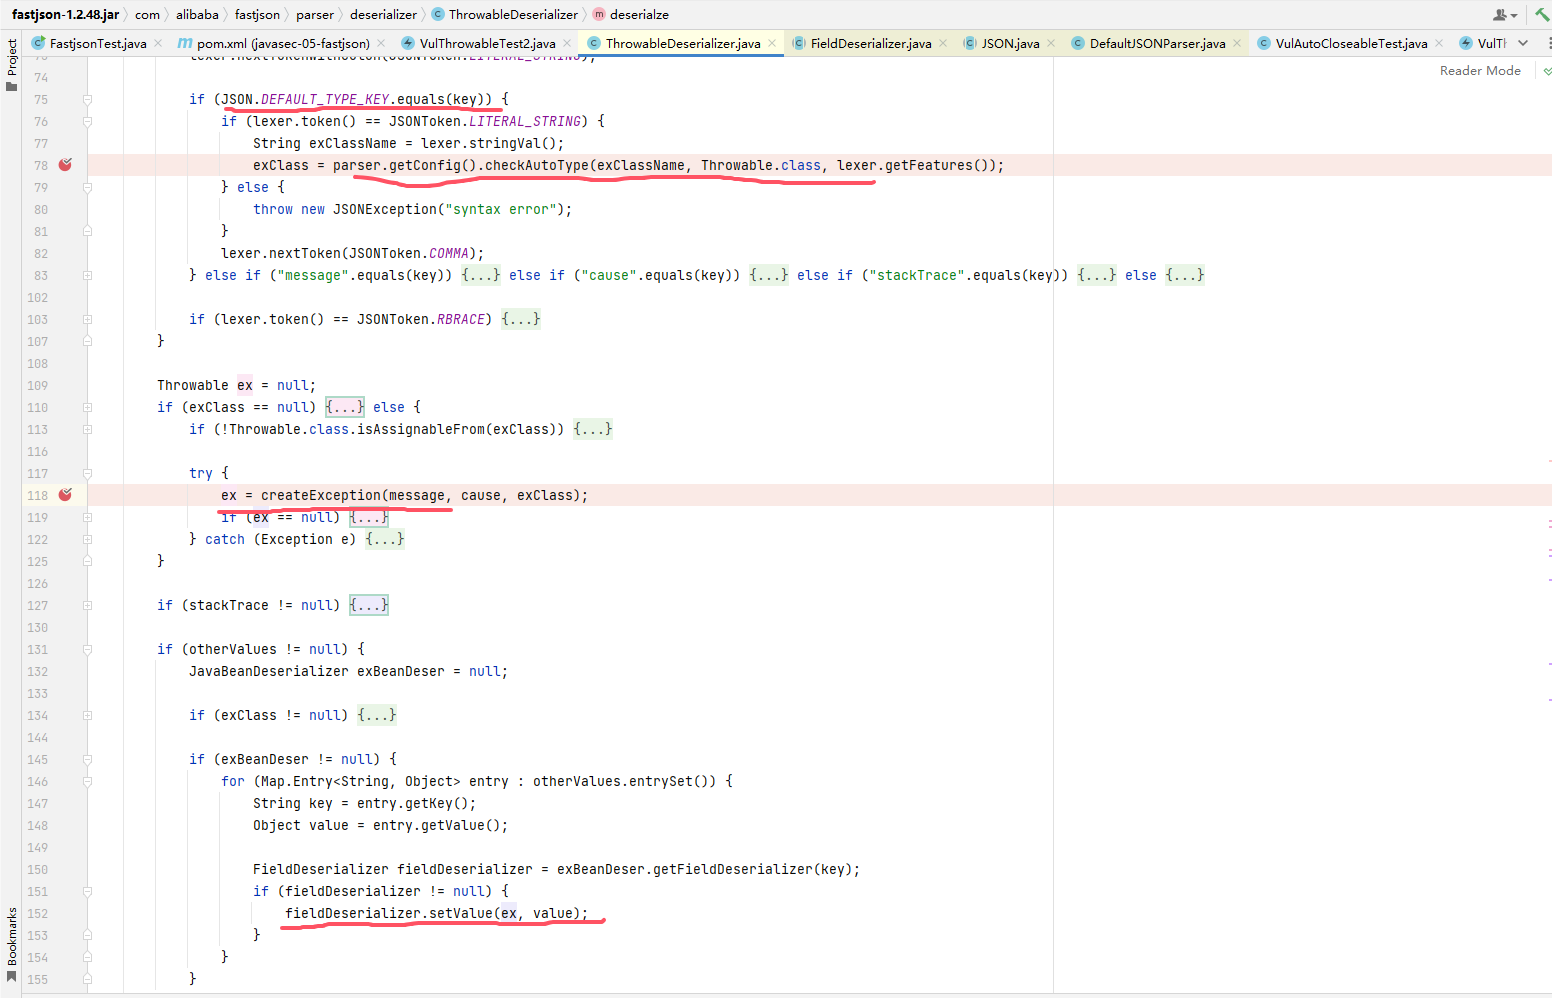 fastjson-1.2.48.jar com alibaba fastjson parser deserializer ThrowableDeserializer m deserialze
FastjsonTest.java pom.xml (javasec-05-fastjson) VulThrowableTest2.java ThrowableDeserializer.java FieldDeserializer.java JSON.java DefaultJSONParser.java VulAutoCloseableTest.java VulTh
Project
Reader Mode
73 lexer.nextTokenWithColon(JSONToken.LITERAL_STRING);
74
75 if (JSON.DEFAULT_TYPE_KEY.equals(key)) {
76 if (lexer.token() == JSONToken.LITERAL_STRING) {
77 String exClassName = lexer.stringVal();
78 exClass = parser.getConfig().checkAutoType(exClassName, Throwable.class, lexer.getFeatures());
79 } else {
80 throw new JSONException("syntax error");
81 }
82 lexer.nextToken(JSONToken.COMMA);
83 } else if ("message".equals(key)) {...} else if ("cause".equals(key)) {...} else if ("stackTrace".equals(key)) {...} else {...}
102
103 if (lexer.token() == JSONToken.RBRACE) {...}
107 }
108
109 Throwable ex = null;
110 if (exClass == null) {...} else {
113 if (!Throwable.class.isAssignableFrom(exClass)) {...}
116
117 try {
118 ex = createException(message, cause, exClass);
119 if (ex == null) {...}
122 } catch (Exception e) {...}
125 }
126
127 if (stackTrace != null) {...}
130
131 if (otherValues != null) {
132 JavaBeanDeserializer exBeanDeser = null;
133
134 if (exClass != null) {...}
144
145 if (exBeanDeser != null) {
146 for (Map.Entry<String, Object> entry : otherValues.entrySet()) {
147 String key = entry.getKey();
148 Object value = entry.getValue();
149
150 FieldDeserializer fieldDeserializer = exBeanDeser.getFieldDeserializer(key);
151 if (fieldDeserializer != null) {
152 fieldDeserializer.setValue(ex, value);
153 }
154 }
155 }
Bookmarks